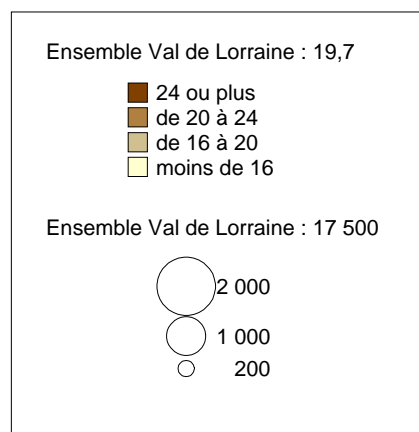 Ensemble Val de Lorraine : 19,7
24 ou plus
de 20 à 24
de 16 à 20
moins de 16
Ensemble Val de Lorraine : 17 500
2 000
1 000
200